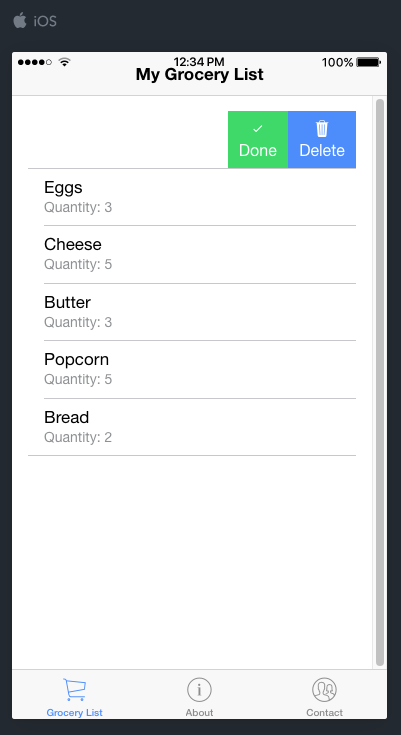 iOS
12:34 PM
100%
My Grocery List
Done
Delete
Eggs
Quantity: 3
Cheese
Quantity: 5
Butter
Quantity: 3
Popcorn
Quantity: 5
Bread
Quantity: 2
Grocery List
About
Contact